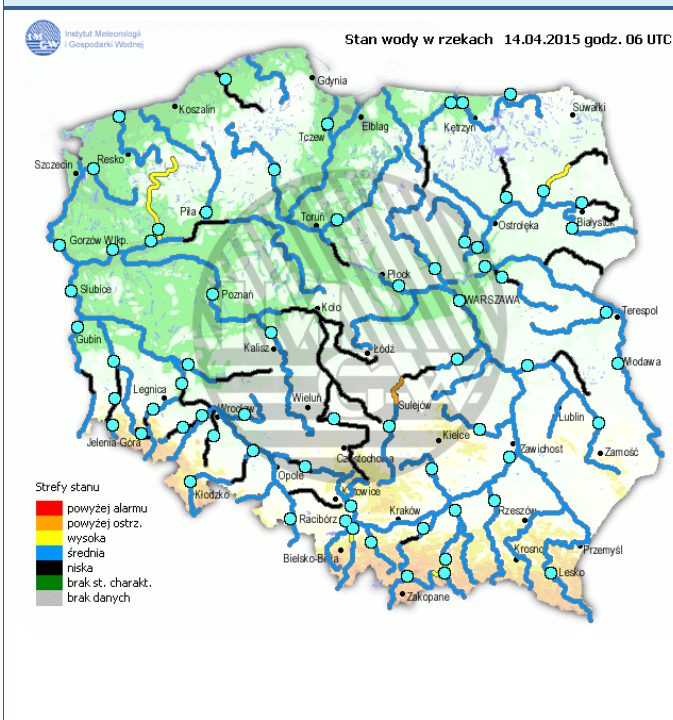 Instytut Meteorologii
i Gospodarki Wodnej
Stan wody w rzekach 14.04.2015 godz. 06 UTC
Gdynia
Koszalin
Suwałki
Tczew
Elbląg
Kętrzyn
Szczecin
Resko
Piła
Toruń
Ostrołęka
Białystok
Gorzów Wlkp.
Płock
Słubice
Poznań
Koło
WARSZAWA
Terespol
Gubin
Kalisz
Łódź
Włodawa
Legnica
Wrocław
Wieluń
Sulejów
Lublin
Jelenia Góra
Kielce
Zawichost
Zamość
Częstochowa
Opole
Kłodzko
Katowice
Strefy stanu
powyżej alarmu
powyżej ostrz.
wysoka
średnia
niska
brak st. charakt.
brak danych
Racibórz
Kraków
Rzeszów
Bielsko-Biała
Krosno
Przemyśl
Lesko
Zakopane